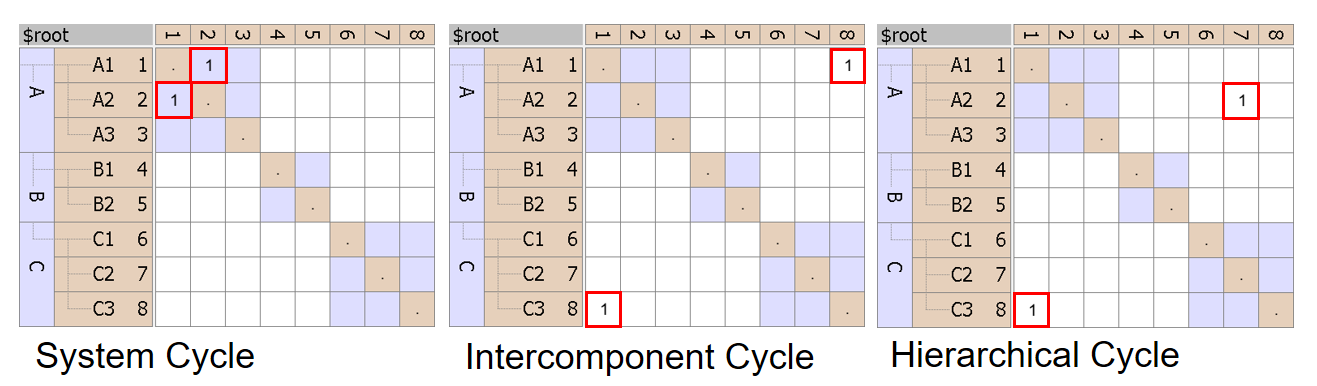 $root 1 2 3 4 5 6 7 8
A
A1 1 . 1
A2 2 1 .
A3 3 .
B
B1 4 .
B2 5 .
C
C1 6 .
C2 7 .
C3 8 .
System Cycle
$root 1 2 3 4 5 6 7 8
A
A1 1 . 1
A2 2 .
A3 3 .
B
B1 4 .
B2 5 .
C
C1 6 .
C2 7 .
C3 8 1 .
Intercomponent Cycle
$root 1 2 3 4 5 6 7 8
A
A1 1 .
A2 2 . 1
A3 3 .
B
B1 4 .
B2 5 .
C
C1 6 .
C2 7 .
C3 8 1 .
Hierarchical Cycle